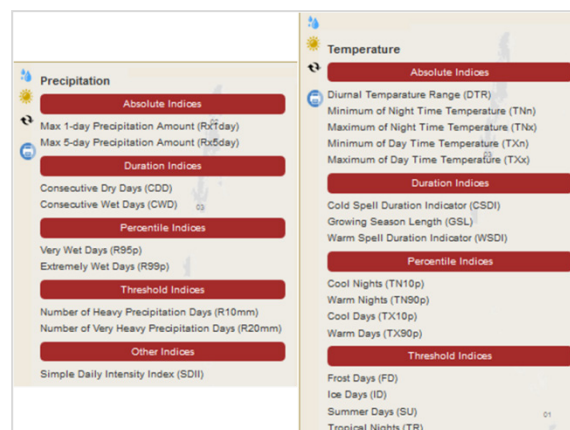 Precipitation
Absolute Indices
Max 1-day Precipitation Amount (Rx1day)
Max 5-day Precipitation Amount (Rx5day)
Duration Indices
Consecutive Dry Days (CDD)
Consecutive Wet Days (CWD)
03
Percentile Indices
Very Wet Days (R95p)
Extremely Wet Days (R99p)
Threshold Indices
Number of Heavy Precipitation Days (R10mm)
Number of Very Heavy Precipitation Days (R20mm)
Other Indices
Simple Daily Intensity Index (SDII)
Temperature
Absolute Indices
Diurnal Temparature Range (DTR)
Minimum of Night Time Temperature (TNn)
Maximum of Night Time Temperature (TNx)
Minimum of Day Time Temperature (TXn)
Maximum of Day Time Temperature (TXx)
Duration Indices
Cold Spell Duration Indicator (CSDI)
Growing Season Length (GSL)
Warm Spell Duration Indicator (WSDI)
Percentile Indices
Cool Nights (TN10p)
Warm Nights (TN90p)
Cool Days (TX10p)
Warm Days (TX90p)
Threshold Indices
Frost Days (FD)
Ice Days (ID)
Summer Days (SU)
01
Tropical Nights (TR)